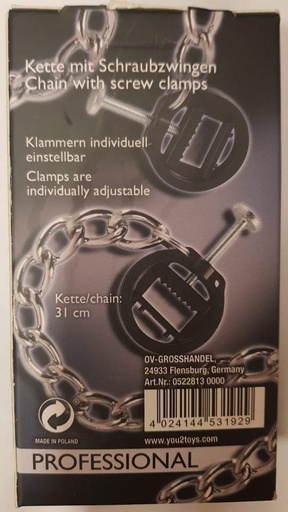 Kette mit Schraubzwingen
Chain with screw clamps
Klammern individuell
einstellbar
Clamps are
individually adjustable
Kette/chain:
31 cm
OV-GROSSHANDEL,
24933 Flensburg, Germany
Art.Nr.: 0522813 0000
4 024144 531929
MADE IN POLAND
www.you2toys.com
PROFESSIONAL